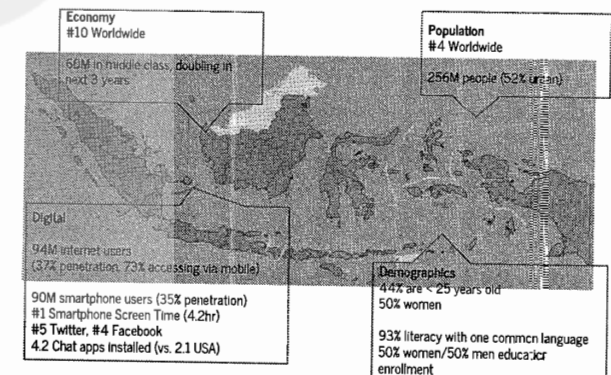 Economy
#10 Worldwide
60M in middle class, doubling in
next 3 years
Population
#4 Worldwide
256M people (52% urban)
Digital
94M internet users
(37% penetration, 73% accessing via mobile)
90M smartphone users (35% penetration)
#1 Smartphone Screen Time (4.2hr)
#5 Twitter, #4 Facebook
4.2 Chat apps installed (vs. 2.1 USA)
Demographics
44% are < 25 years old
50% women
93% literacy with one common language
50% women/50% men education
enrollment